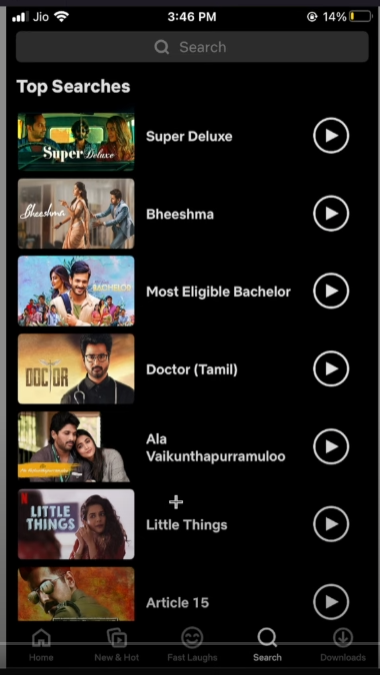 Jio 3:46 PM 14%
Search
Top Searches
Super Deluxe
Super Deluxe
Bheeshma
Bheeshma
BACHELOR
Most Eligible Bachelor
DOCTOR
Doctor (Tamil)
Ala
Vaikunthapurramuloo
N
LITTLE
THINGS
Little Things
Article 15
Home New & Hot Fast Laughs Search Downloads